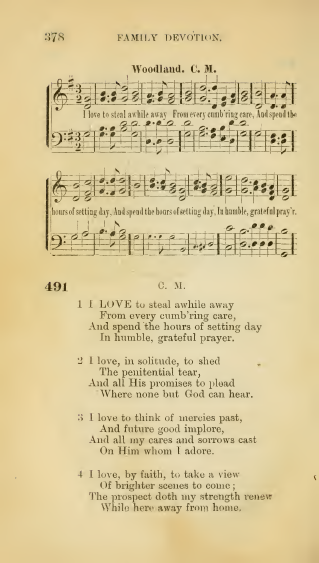 378 FAMILY DEVOTION.
Woodland. C. M.
I love to steal awhile away From every cumb'ring care, And spend the
hours of setting day, And spend the hours of setting day, In humble, grateful pray'r.
491 C. M.
1 I LOVE to steal awhile away
From every cumb'ring care,
And spend the hours of setting day
In humble, grateful prayer.
2 I love, in solitude, to shed
The penitential tear,
And all His promises to plead
Where none but God can hear.
3 I love to think of mercies past,
And future good implore,
And all my cares and sorrows cast
On Him whom I adore.
4 I love, by faith, to take a view
Of brighter scenes to come;
The prospect doth my strength renew
While here away from home.